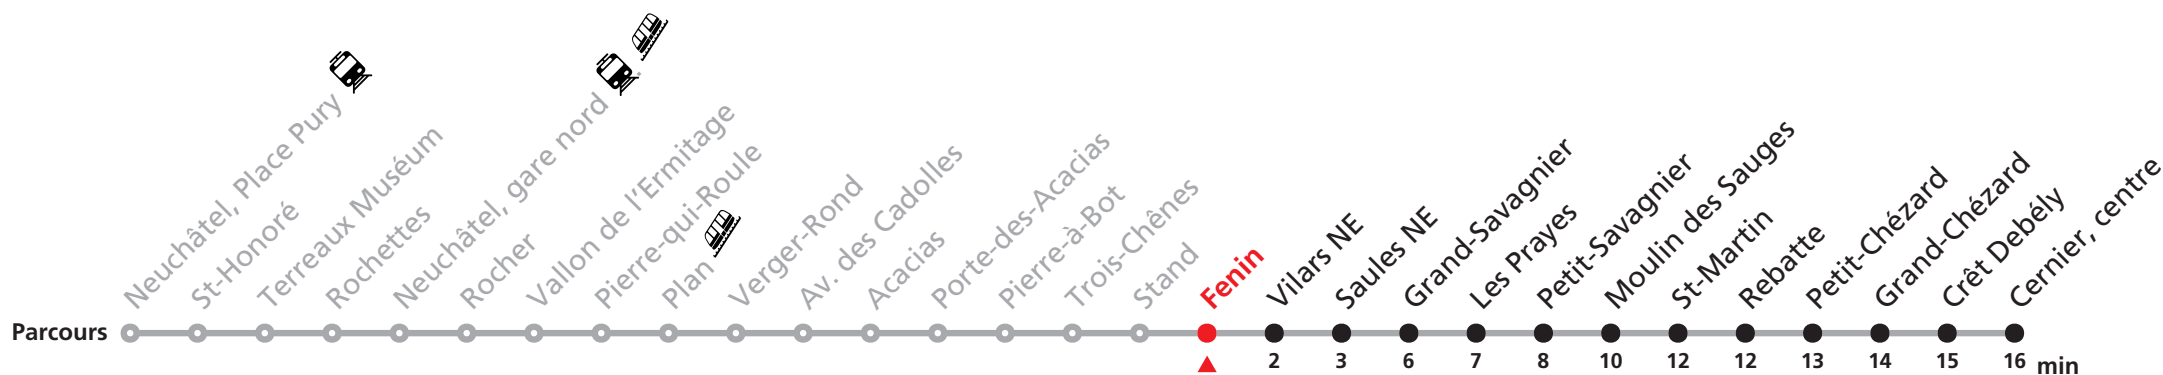 Neuchâtel, Place Pury
St-Honoré
Terreaux Muséum
Rochettes
Neuchâtel, gare nord
Rocher
Vallon de l'Ermitage
Pierre-qui-Roule
Plan
Verger-Rond
Av. des Cadolles
Acacias
Porte-des-Acacias
Pierre-à-Bot
Trois-Chênes
Stand
Fenin
Vilars NE
Saules NE
Grand-Savagnier
Les Prayes
Petit-Savagnier
Moulin des Sauges
St-Martin
Rebatte
Petit-Chézard
Grand-Chézard
Crêt Debély
Cernier, centre
Parcours
2 3 6 7 8 10 12 12 13 14 15 16 min